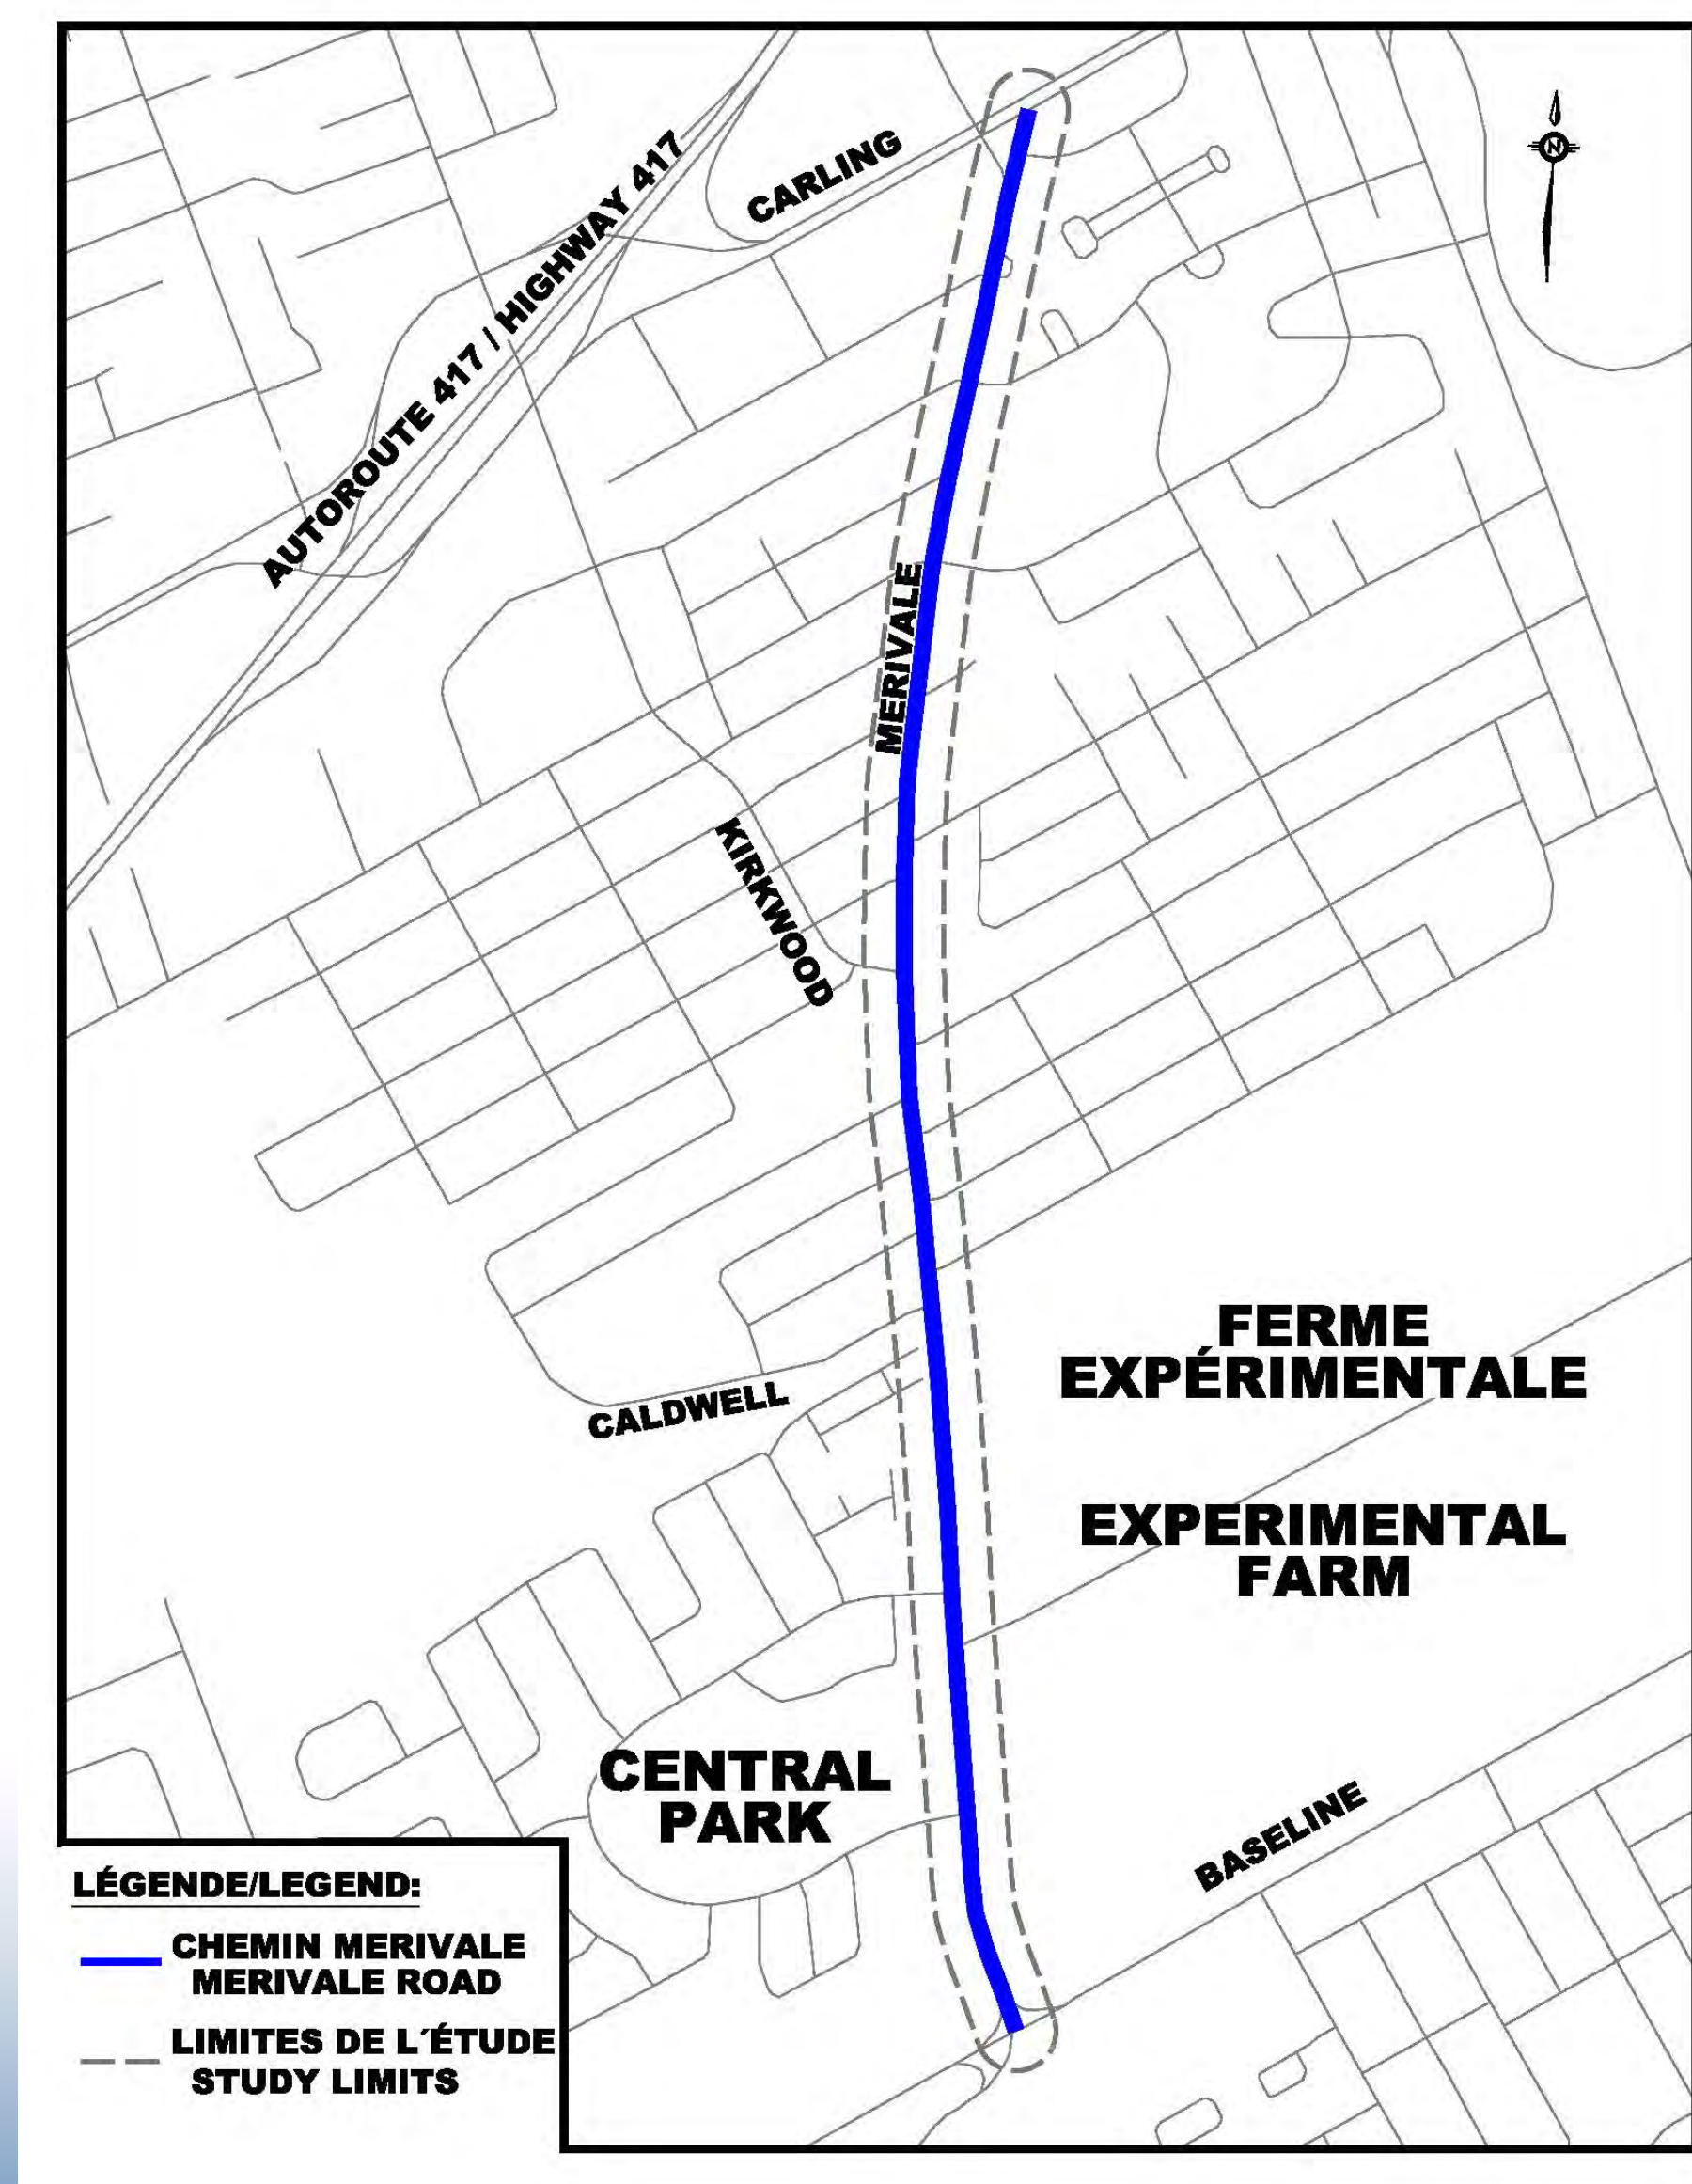 N
CARLING
AUTOROUTE 417 / HIGHWAY 417
MERIVALE
KIRKWOOD
FERME
EXPÉRIMENTALE
CALDWELL
EXPERIMENTAL
FARM
CENTRAL
PARK
BASELINE
LÉGENDE/LEGEND:
CHEMIN MERIVALE
MERIVALE ROAD
LIMITES DE L´ÉTUDE
STUDY LIMITS